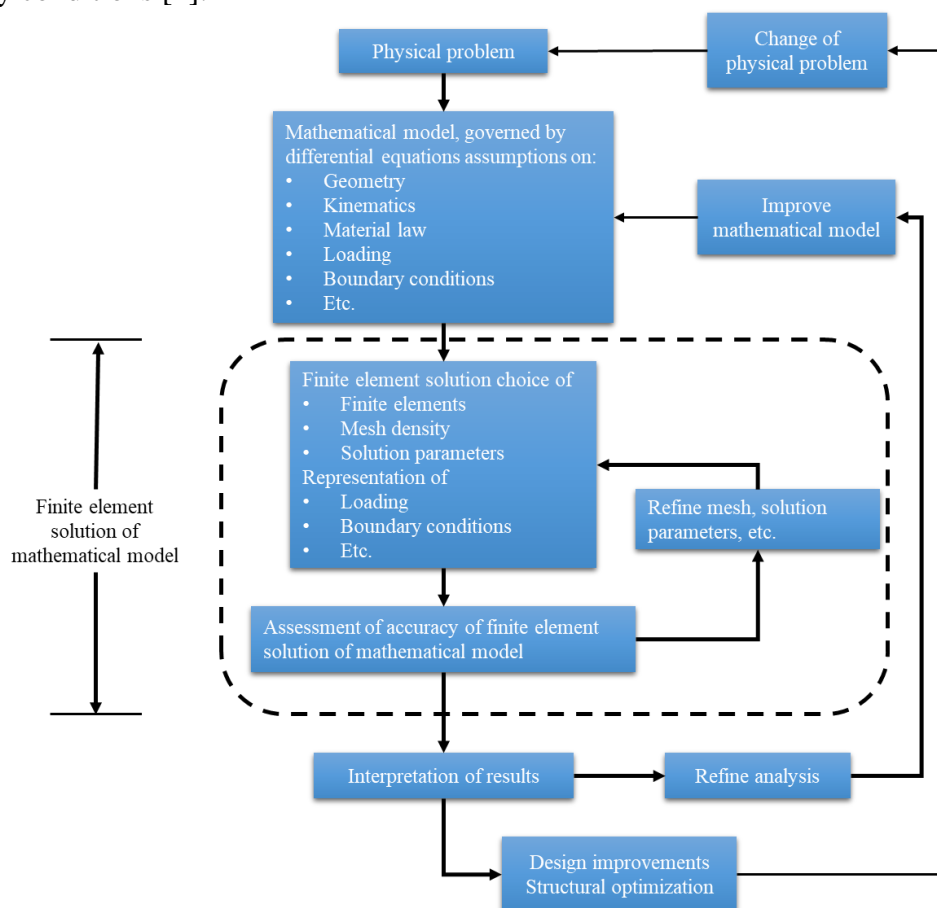 y conditions [ ].
Physical problem
Change of
physical problem
Mathematical model, governed by
differential equations assumptions on:
• Geometry
• Kinematics
• Material law
• Loading
• Boundary conditions
• Etc.
Improve
mathematical model
Finite element solution choice of
• Finite elements
• Mesh density
• Solution parameters
Representation of
• Loading
• Boundary conditions
• Etc.
Refine mesh, solution
parameters, etc.
Finite element
solution of
mathematical model
Assessment of accuracy of finite element
solution of mathematical model
Interpretation of results
Refine analysis
Design improvements
Structural optimization